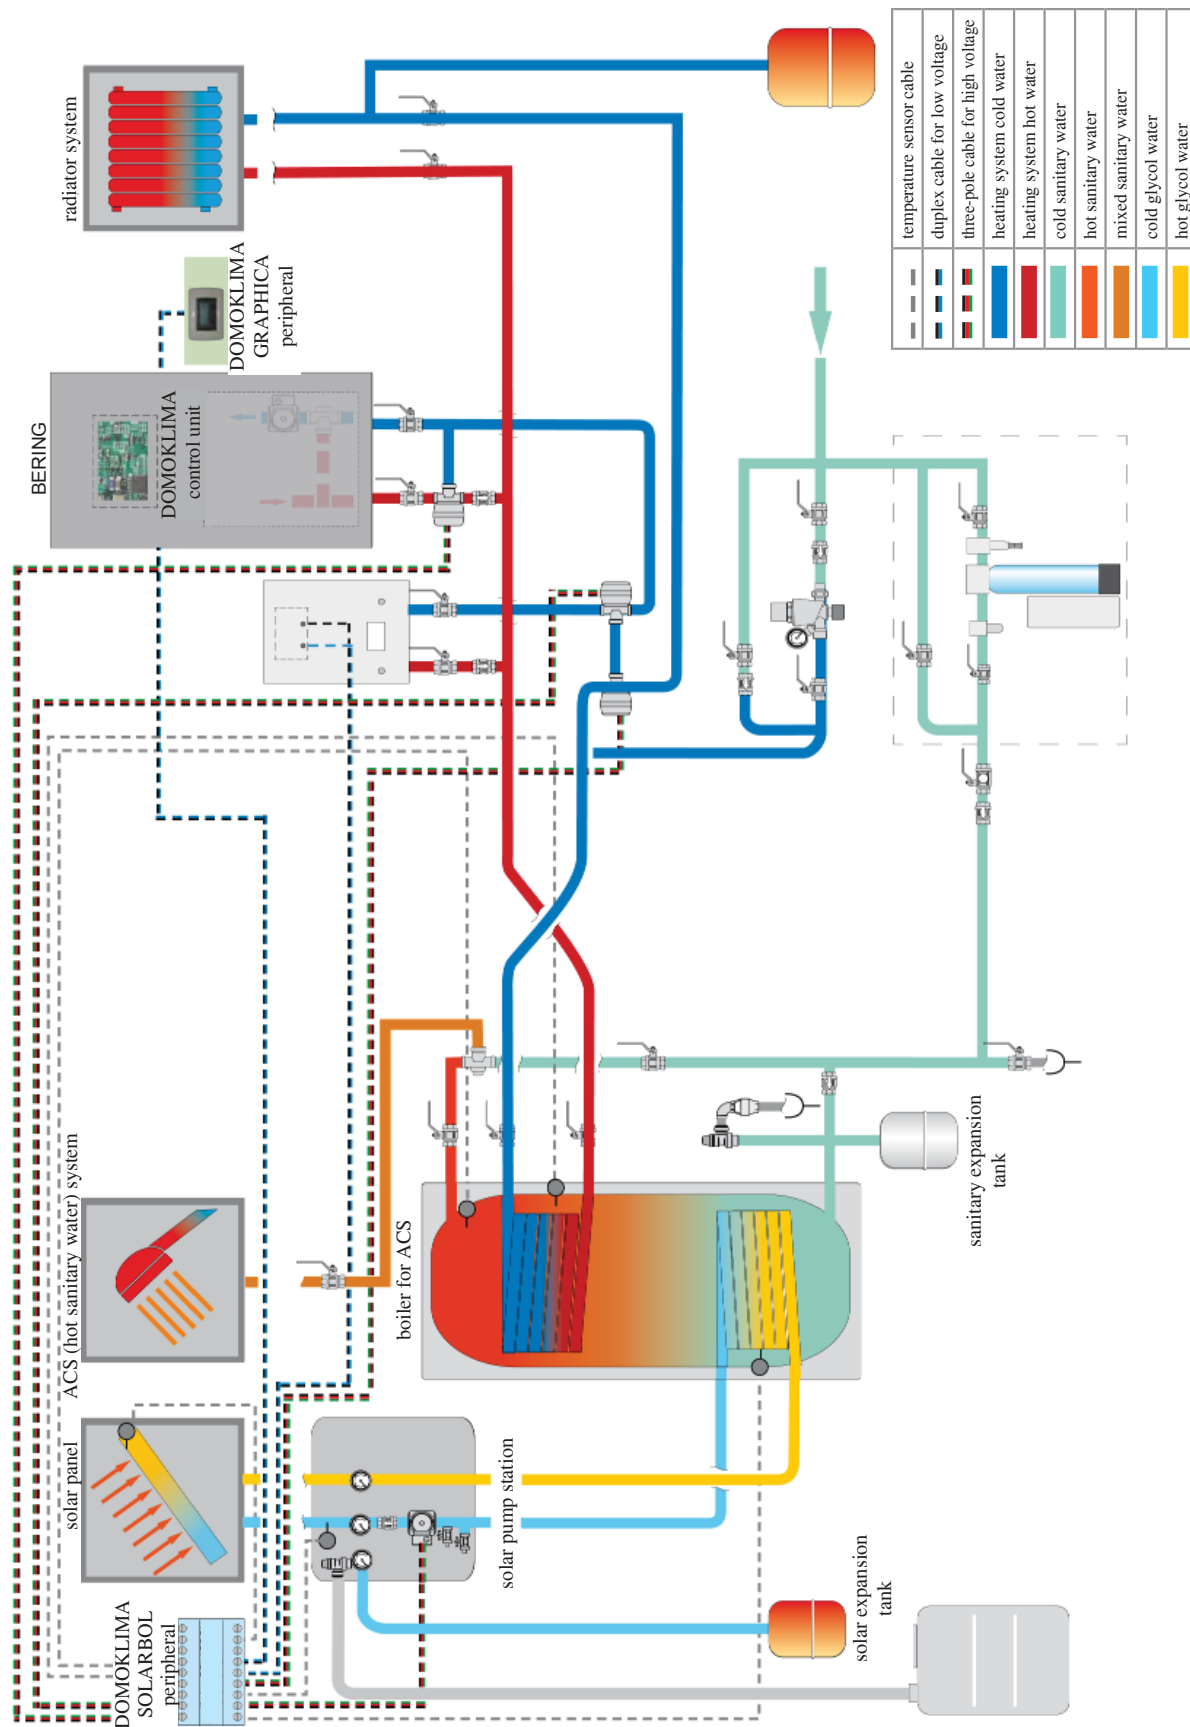 radiator system
DOMOKLIMA
GRAPHICA
peripheral
BERING
DOMOKLIMA
control unit
ACS (hot sanitary water) system
solar panel
DOMOKLIMA
SOLARBOL
peripheral
boiler for ACS
solar pump station
solar expansion
tank
sanitary expansion
tank
temperature sensor cable
duplex cable for low voltage
three-pole cable for high voltage
heating system cold water
heating system hot water
cold sanitary water
hot sanitary water
mixed sanitary water
cold glycol water
hot glycol water